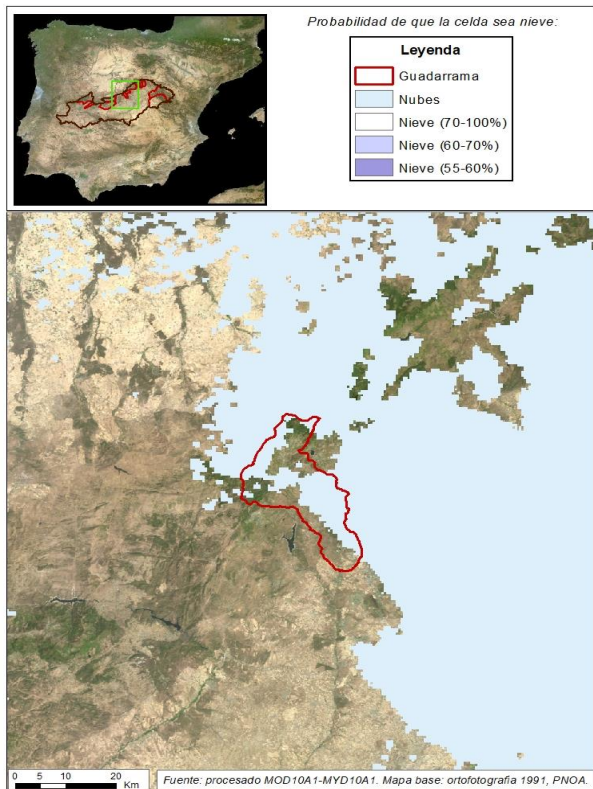 Probabilidad de que la celda sea nieve:
Leyenda
Guadarrama
Nubes
Nieve (70-100%)
Nieve (60-70%)
Nieve (55-60%)
0 5 10 20
Km
Fuente: procesado MOD10A1-MYD10A1. Mapa base: ortofotografia 1991, PNOA.